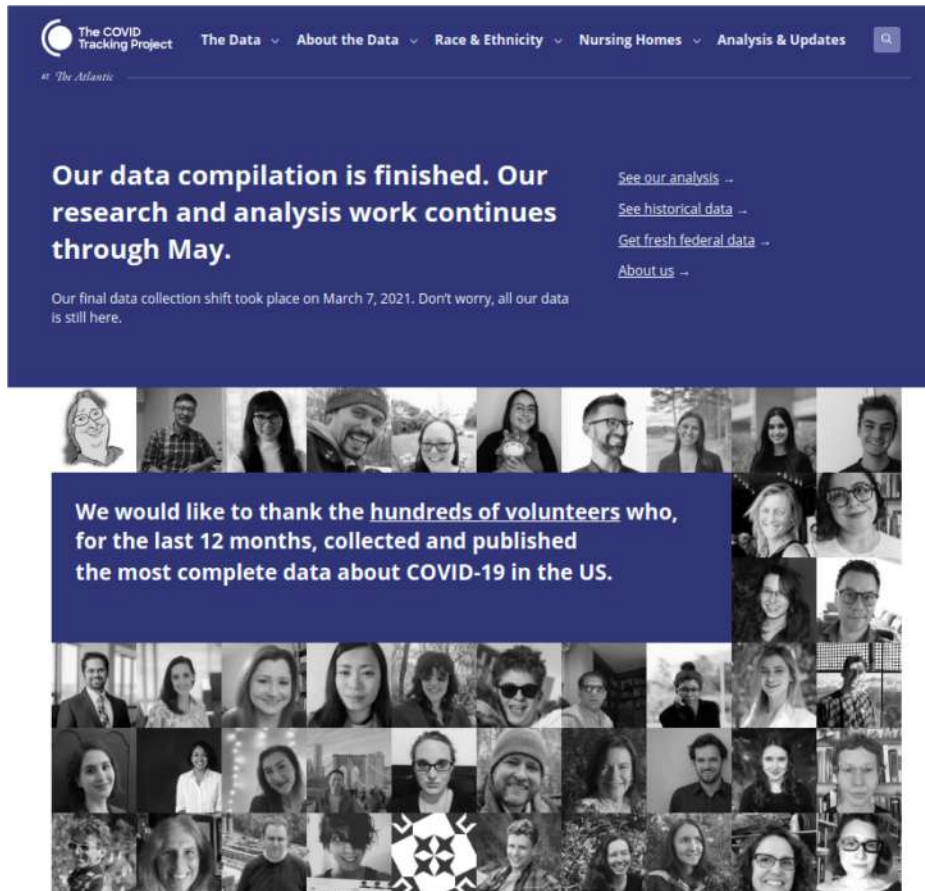 The COVID
Tracking Project
The Data
About the Data
Race & Ethnicity
Nursing Homes
Analysis & Updates
AT The Atlantic
Our data compilation is finished. Our
research and analysis work continues
through May.
Our final data collection shift took place on March 7, 2021. Don't worry, all our data
is still here.
See our analysis →
See historical data →
Get fresh federal data →
About us →
We would like to thank the hundreds of volunteers who,
for the last 12 months, collected and published
the most complete data about COVID-19 in the US.